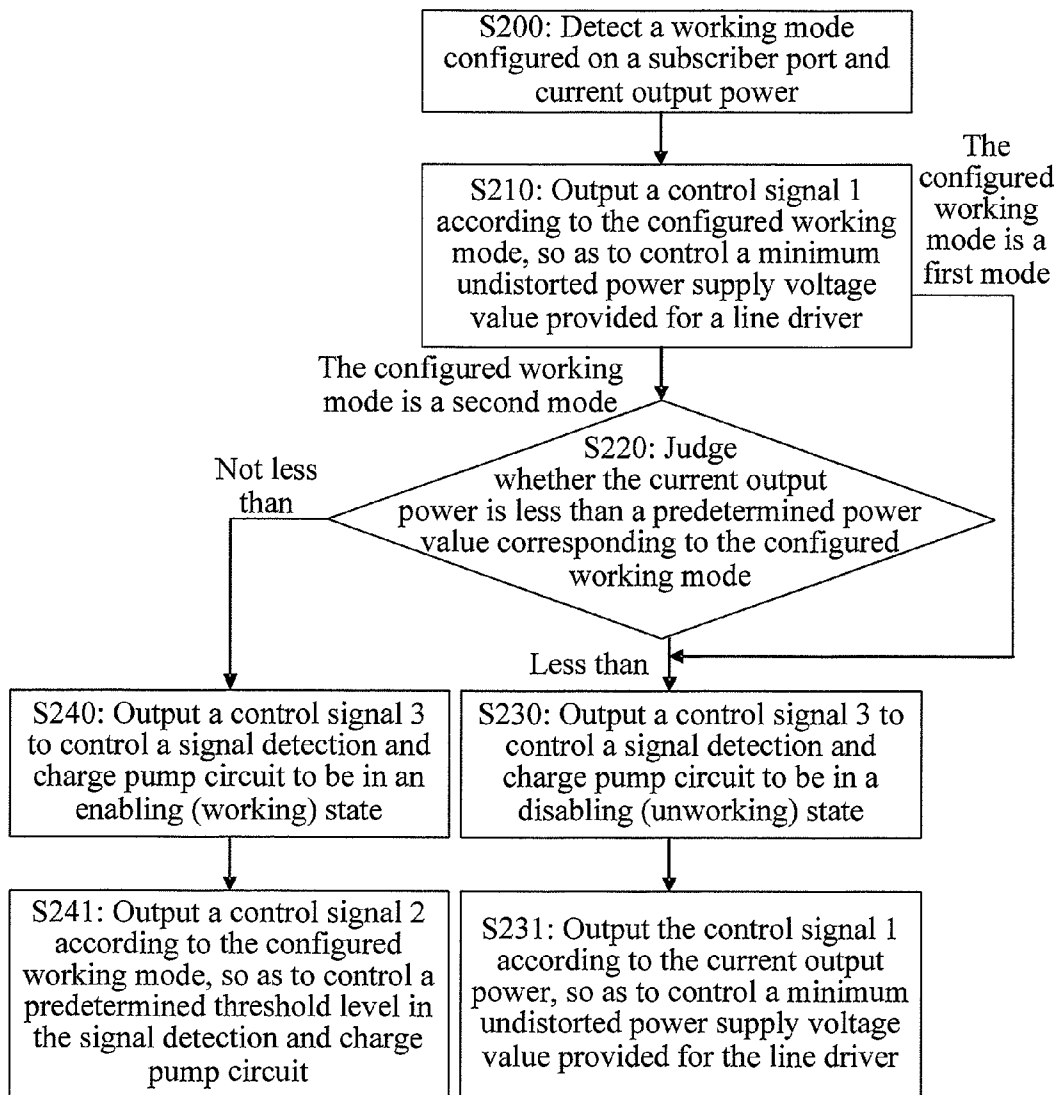 S200: Detect a working mode
configured on a subscriber port and
current output power
The
configured
working
mode is a
first mode
S210: Output a control signal 1
according to the configured working
mode, so as to control a minimum
undistorted power supply voltage
value provided for a line driver
The configured working
mode is a second mode
S220: Judge
whether the current output
power is less than a predetermined power
value corresponding to the configured
working mode
Not less
than
Less than
S240: Output a control signal 3
to control a signal detection and
charge pump circuit to be in an
enabling (working) state
S230: Output a control signal 3 to
control a signal detection and
charge pump circuit to be in a
disabling (unworking) state
S241: Output a control signal 2
according to the configured
working mode, so as to control a
predetermined threshold level in
the signal detection and charge
pump circuit
S231: Output the control signal 1
according to the current output
power, so as to control a minimum
undistorted power supply voltage
value provided for the line driver